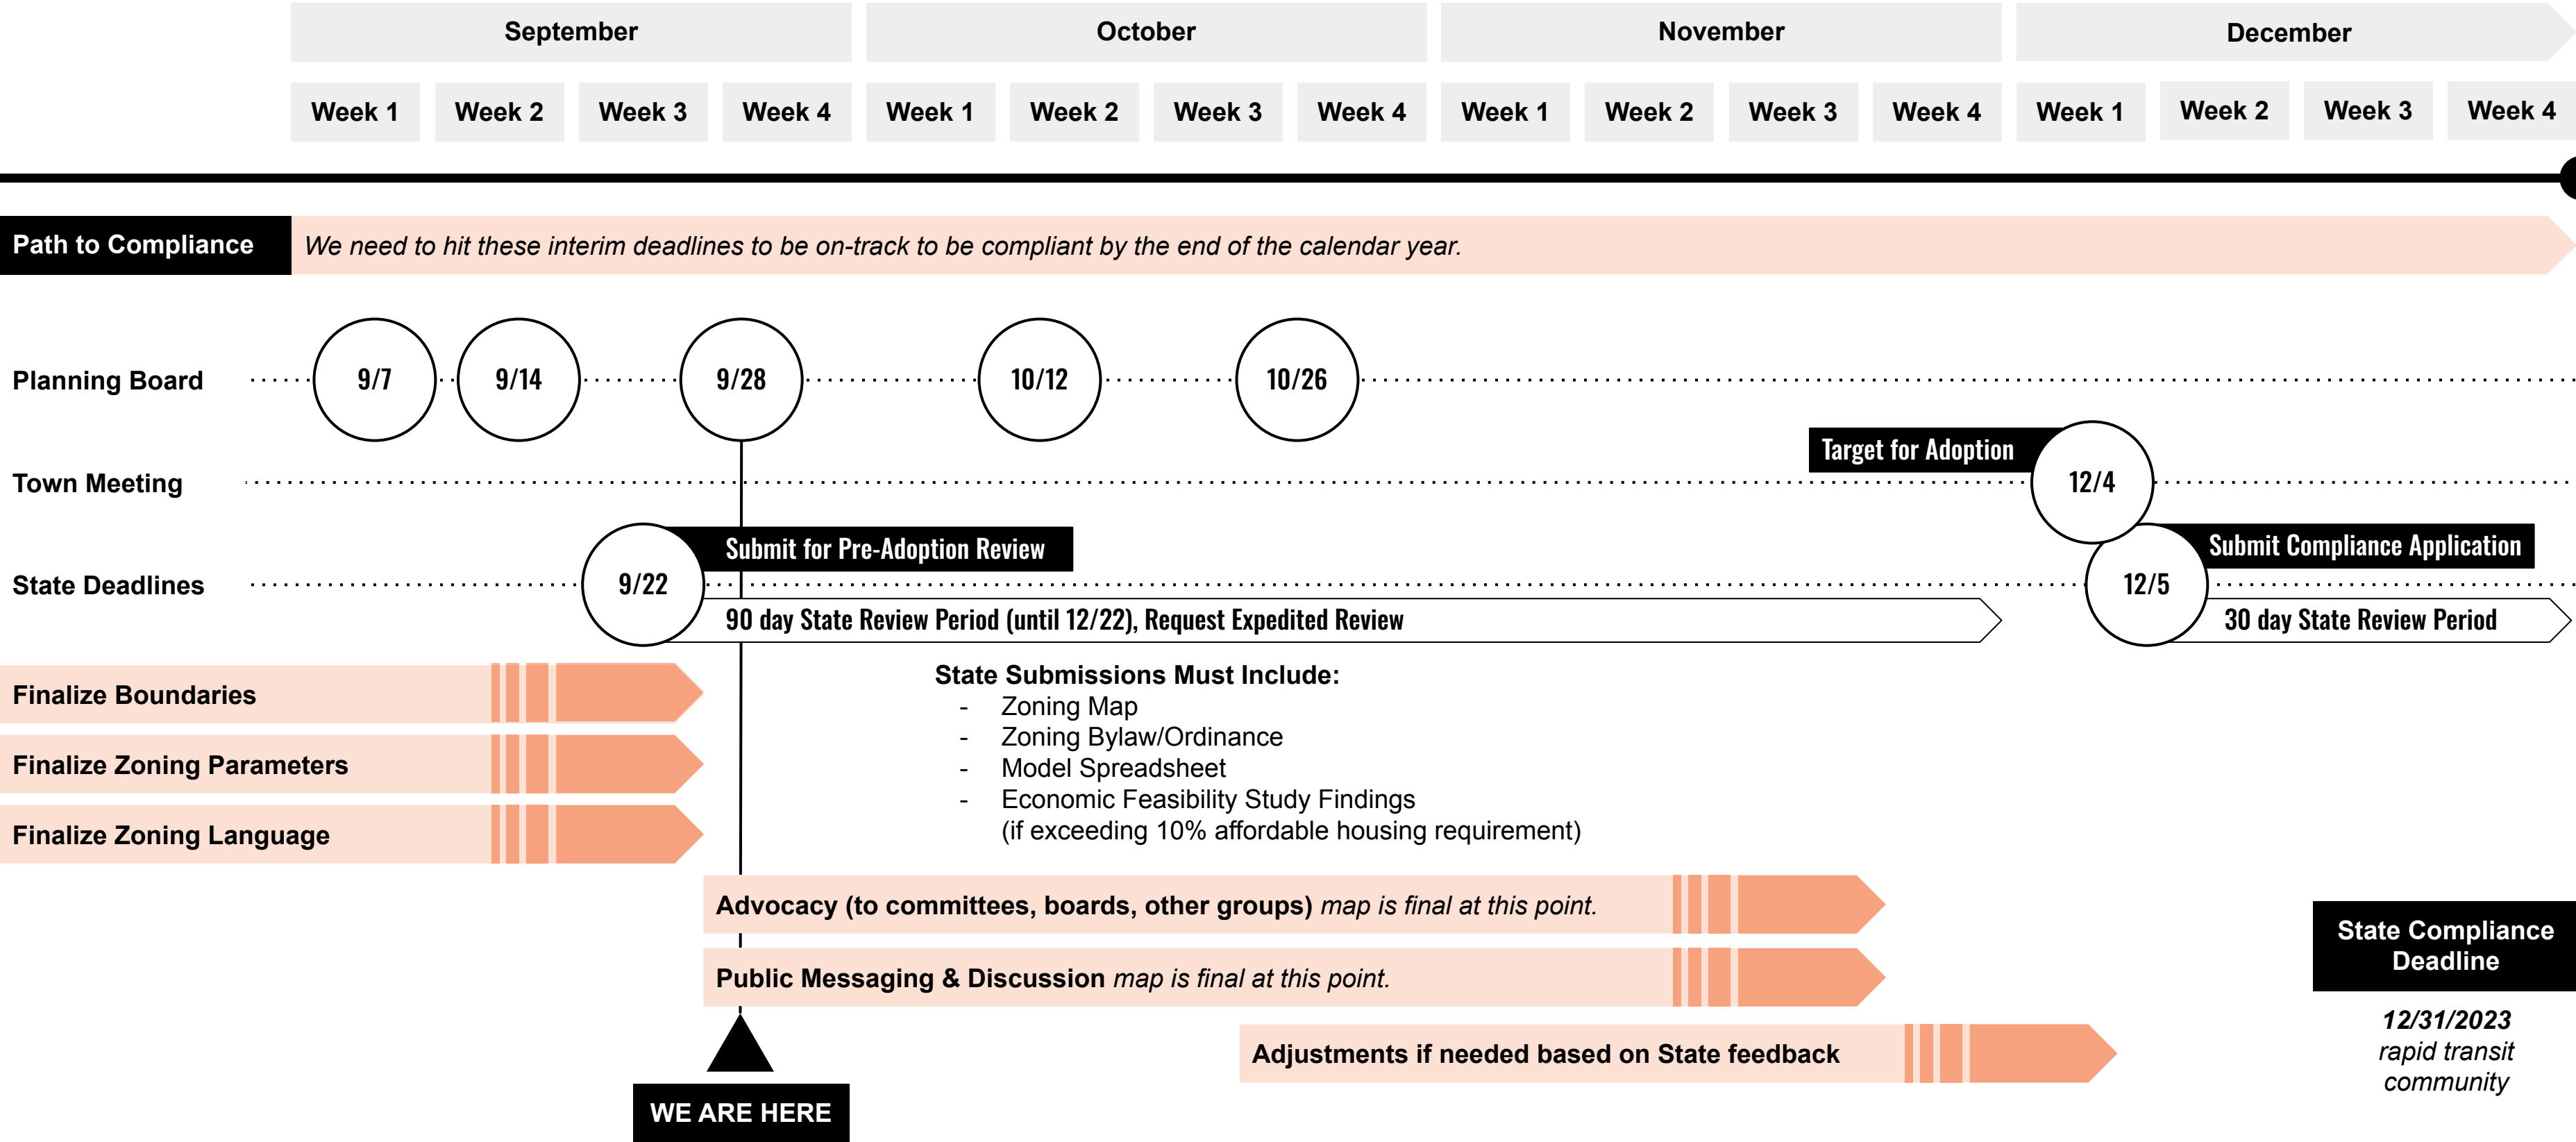 September October November December
Week 1 Week 2 Week 3 Week 4 Week 1 Week 2 Week 3 Week 4 Week 1 Week 2 Week 3 Week 4 Week 1 Week 2 Week 3 Week 4
Path to Compliance We need to hit these interim deadlines to be on-track to be compliant by the end of the calendar year.
Planning Board 9/7 9/14 9/28 10/12 10/26
Target for Adoption
Town Meeting 12/4
Submit for Pre-Adoption Review Submit Compliance Application
State Deadlines 9/22 12/5
90 day State Review Period (until 12/22), Request Expedited Review 30 day State Review Period
Finalize Boundaries
Finalize Zoning Parameters
Finalize Zoning Language
State Submissions Must Include:
- Zoning Map
- Zoning Bylaw/Ordinance
- Model Spreadsheet
- Economic Feasibility Study Findings
(if exceeding 10% affordable housing requirement)
Advocacy (to committees, boards, other groups) map is final at this point.
Public Messaging & Discussion map is final at this point.
Adjustments if needed based on State feedback
WE ARE HERE
State Compliance
Deadline
12/31/2023
rapid transit
community